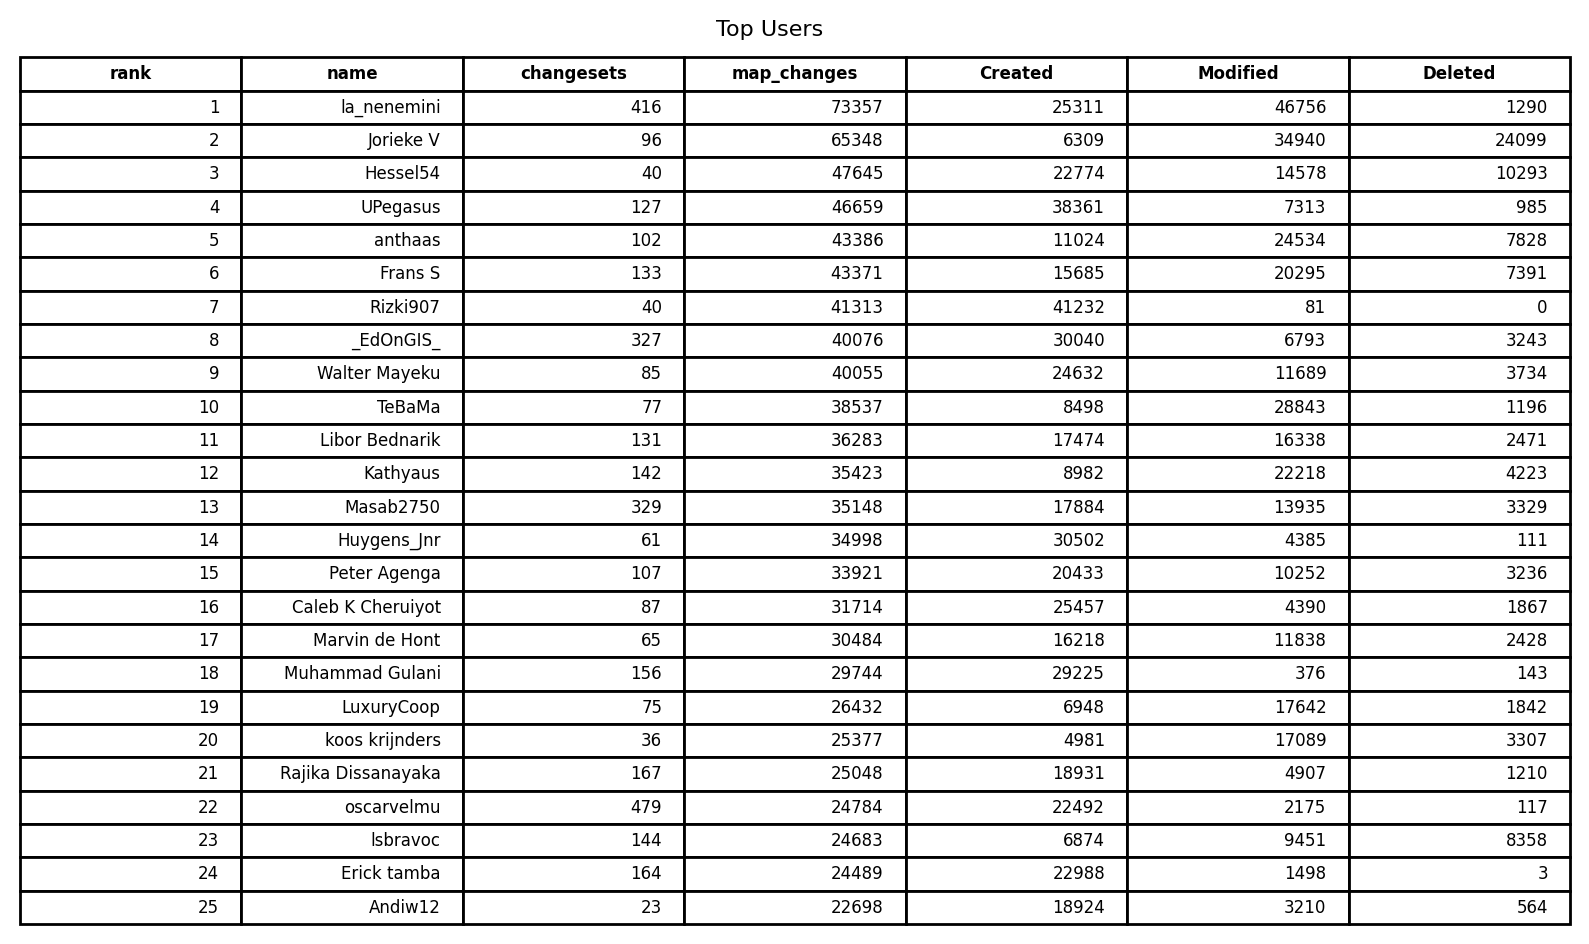 Top Users
rank name changesets map_changes Created Modified Deleted
1 la_nenemini 416 73357 25311 46756 1290
2 Jorieke V 96 65348 6309 34940 24099
3 Hessel54 40 47645 22774 14578 10293
4 UPegasus 127 46659 38361 7313 985
5 anthaas 102 43386 11024 24534 7828
6 Frans S 133 43371 15685 20295 7391
7 Rizki907 40 41313 41232 81 0
8 _EdOnGIS_ 327 40076 30040 6793 3243
9 Walter Mayeku 85 40055 24632 11689 3734
10 TeBaMa 77 38537 8498 28843 1196
11 Libor Bednarik 131 36283 17474 16338 2471
12 Kathyaus 142 35423 8982 22218 4223
13 Masab2750 329 35148 17884 13935 3329
14 Huygens_Jnr 61 34998 30502 4385 111
15 Peter Agenga 107 33921 20433 10252 3236
16 Caleb K Cheruiyot 87 31714 25457 4390 1867
17 Marvin de Hont 65 30484 16218 11838 2428
18 Muhammad Gulani 156 29744 29225 376 143
19 LuxuryCoop 75 26432 6948 17642 1842
20 koos krijnders 36 25377 4981 17089 3307
21 Rajika Dissanayaka 167 25048 18931 4907 1210
22 oscarvelmu 479 24784 22492 2175 117
23 lsbravoc 144 24683 6874 9451 8358
24 Erick tamba 164 24489 22988 1498 3
25 Andiw12 23 22698 18924 3210 564